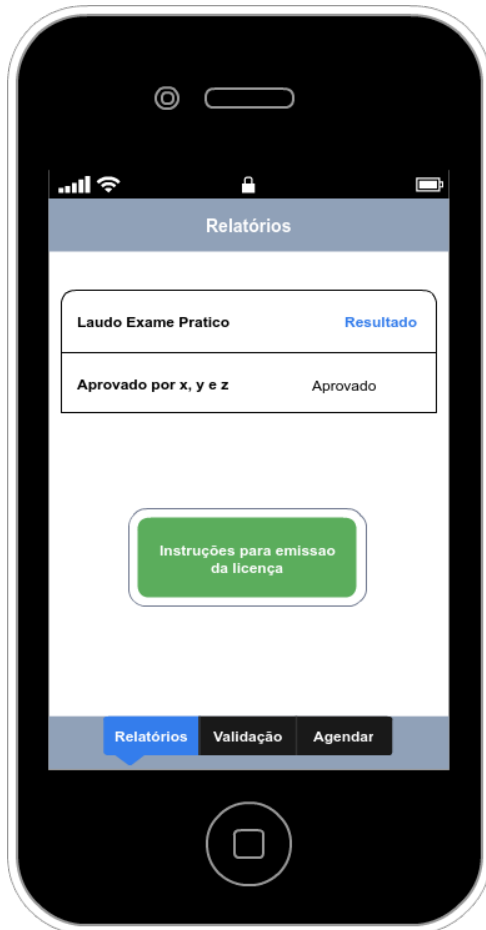 Relatórios
Laudo Exame Pratico Resultado
Aprovado por x, y e z Aprovado
Instruções para emissao
da licença
Relatórios Validação Agendar